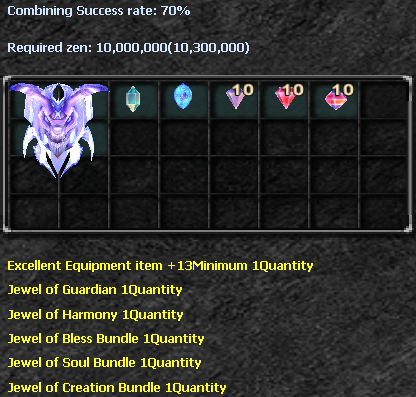 Combining Success rate: 70%
Required zen: 10,000,000(10,300,000)
10 10 10
Excellent Equipment item +13Minimum 1Quantity
Jewel of Guardian 1Quantity
Jewel of Harmony 1Quantity
Jewel of Bless Bundle 1Quantity
Jewel of Soul Bundle 1Quantity
Jewel of Creation Bundle 1Quantity